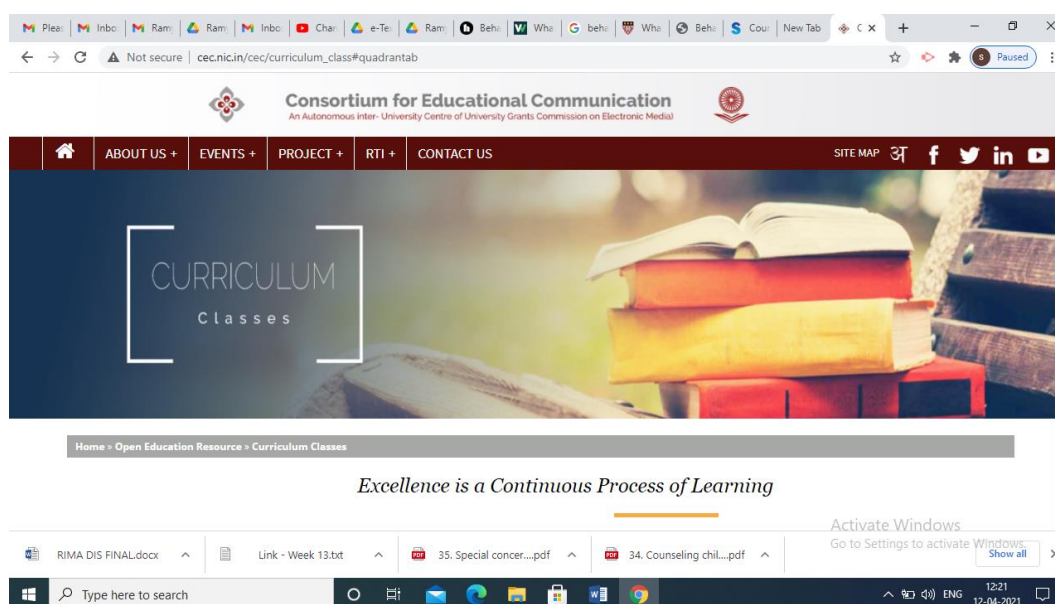 Pleas
Inbo
Ram
Ram
Inbo
Chan
e-Te
Ram
Beha
Wha
beha
Wha
Beha
Cour
New Tab
C
Not secure | cec.nic.in/cec/curriculum_class#quadrantab
Paused
Consortium for Educational Communication
An Autonomous inter- University Centre of University Grants Commission on Electronic Media)
ABOUT US + EVENTS + PROJECT + RTI + CONTACT US SITE MAP अ
CURRICULUM
Classes
Home » Open Education Resource » Curriculum Classes
Excellence is a Continuous Process of Learning
Activate Windows
Go to Settings to activate Windows.
RIMA DIS FINAL.docx
Link - Week 13.txt
35. Special concer....pdf
34. Counseling chil....pdf
Show all
Type here to search
ENG
12:21
12-04-2021